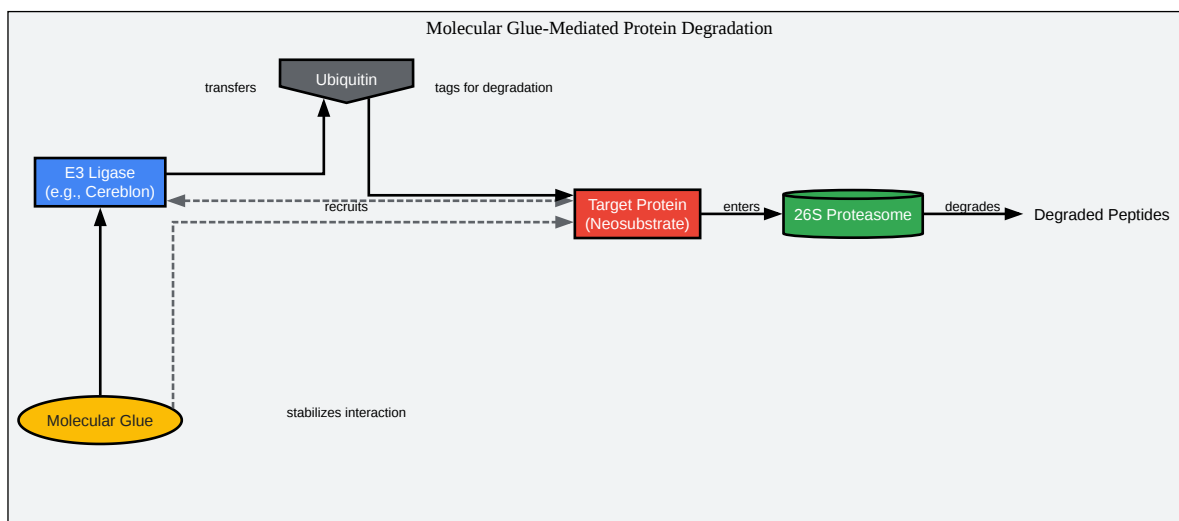 Molecular Glue-Mediated Protein Degradation
transfers
Ubiquitin
tags for degradation
E3 Ligase
(e.g., Cereblon)
recruits
Target Protein
(Neosubstrate)
enters
26S Proteasome
degrades
Degraded Peptides
Molecular Glue
stabilizes interaction